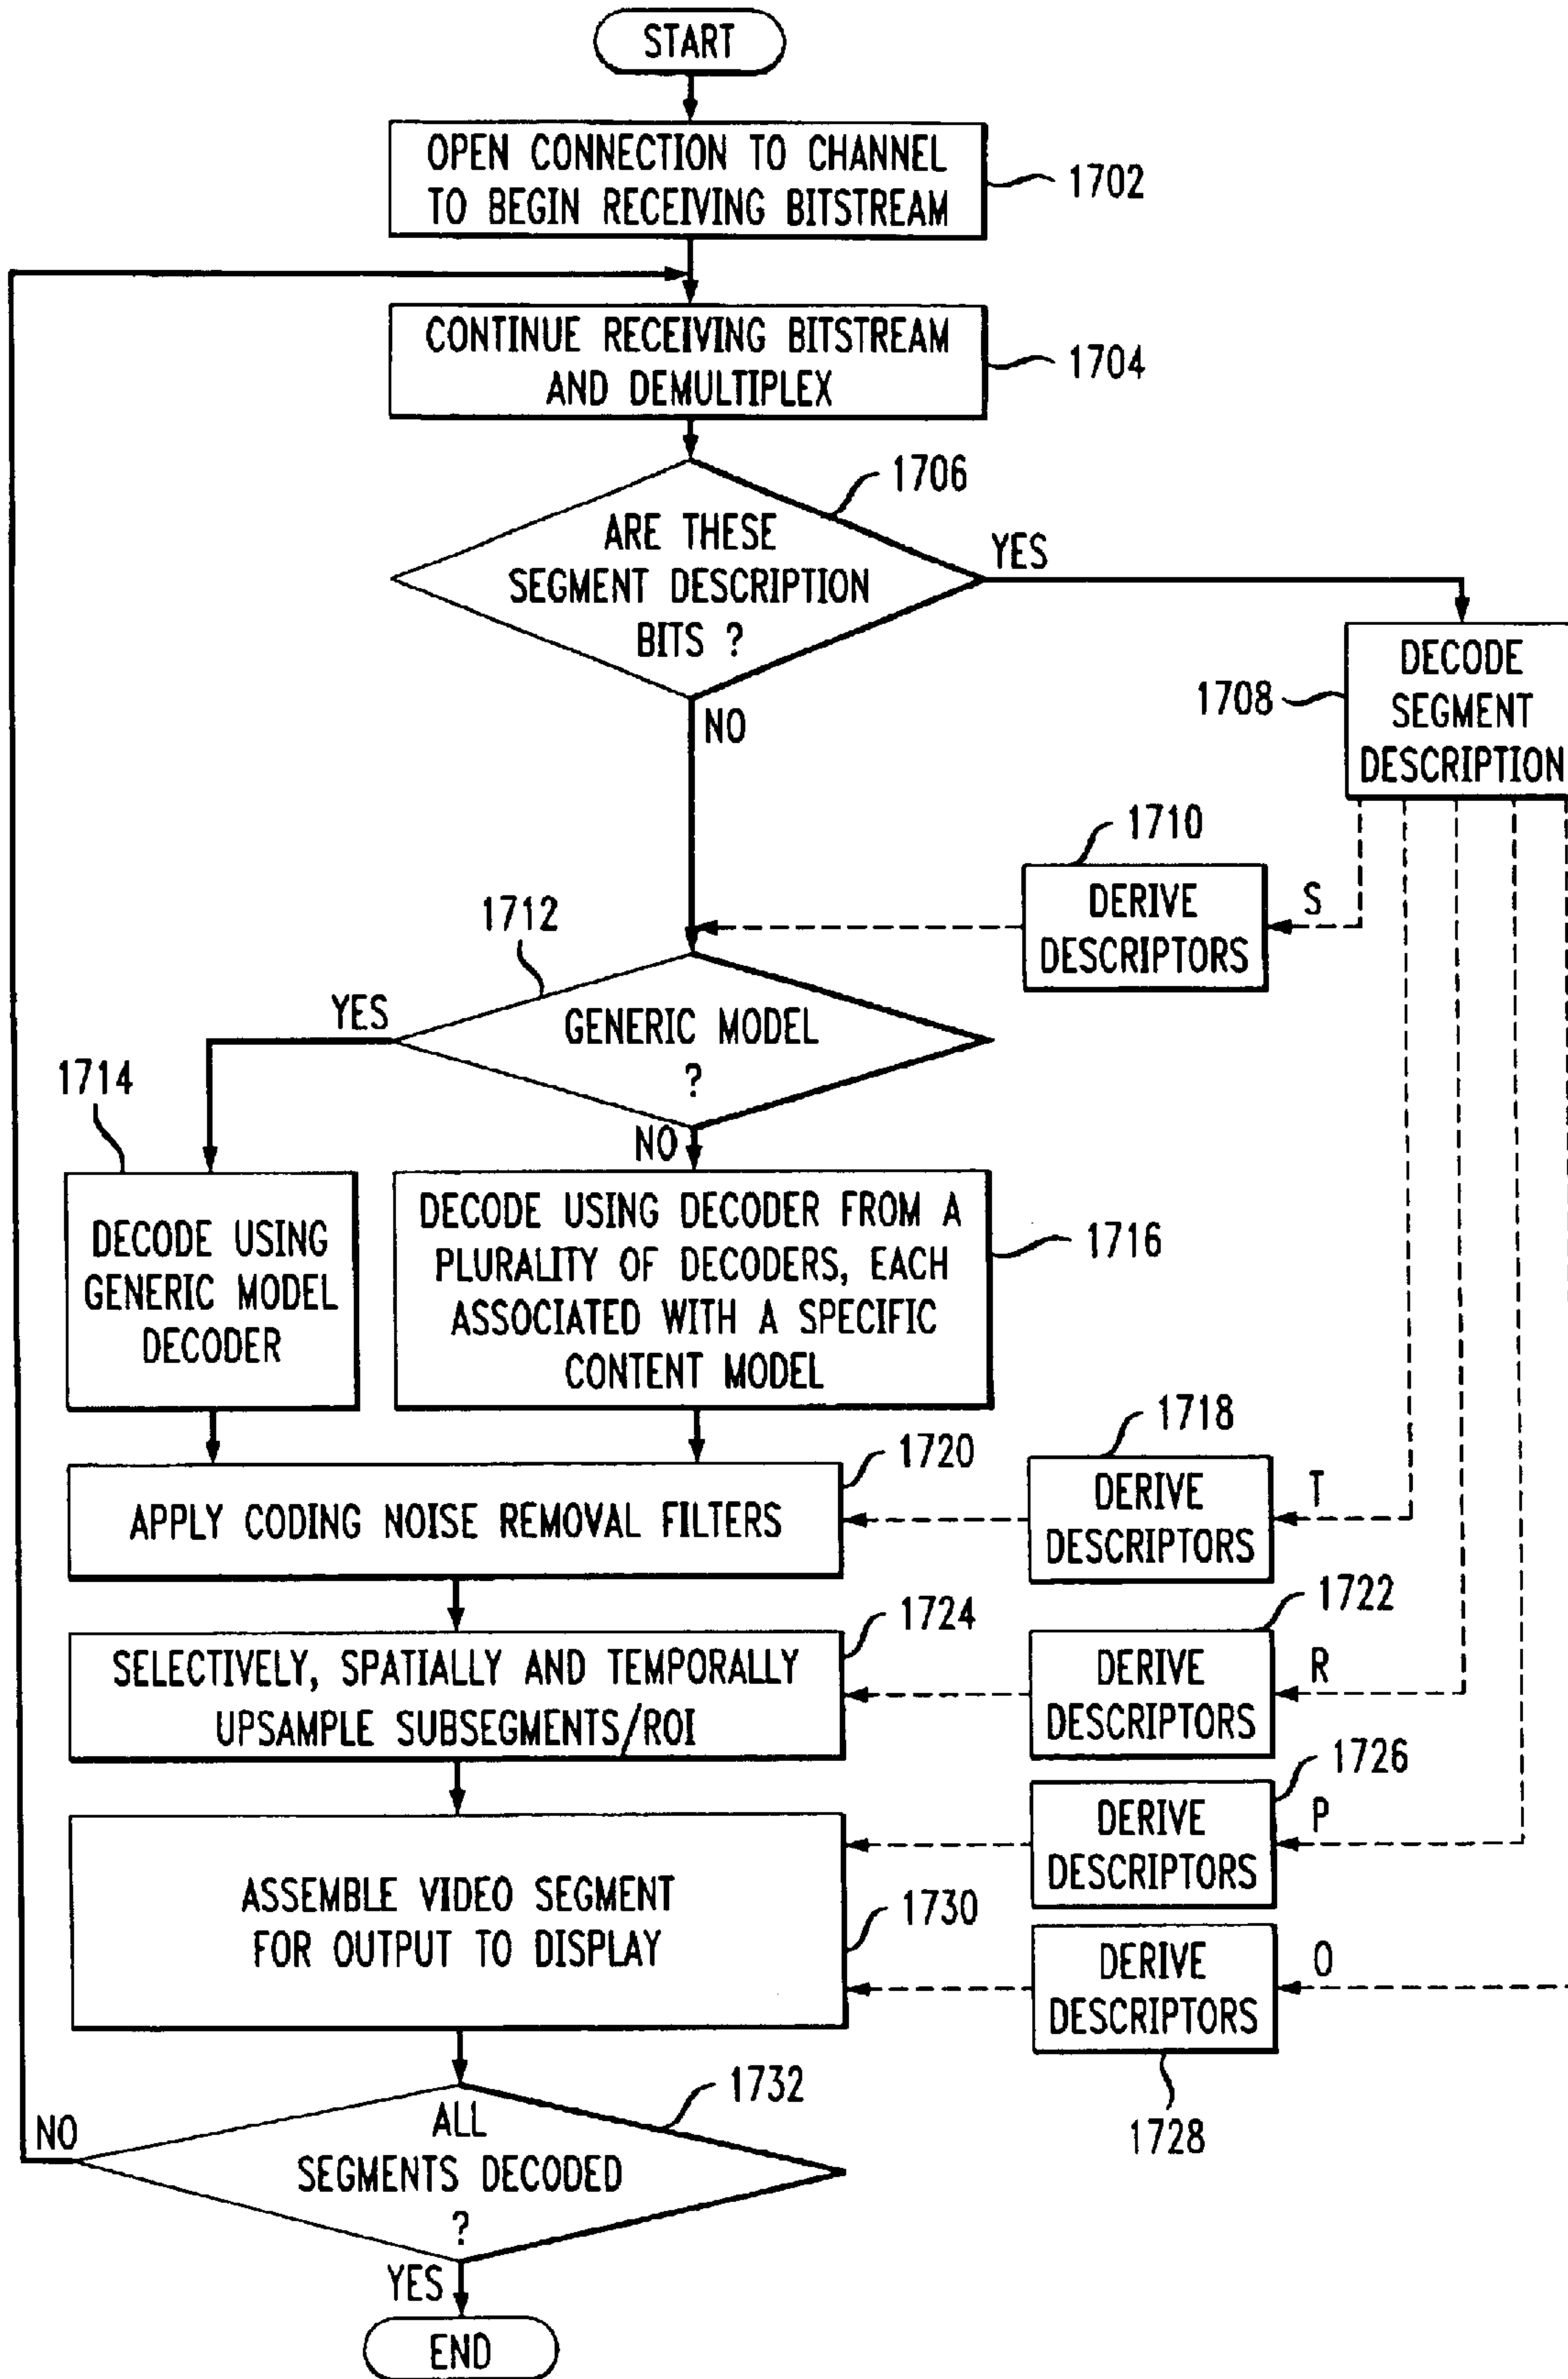 START
OPEN CONNECTION TO CHANNEL
TO BEGIN RECEIVING BITSTREAM
1702
CONTINUE RECEIVING BITSTREAM
AND DEMULTIPLEX
1704
1706
ARE THESE
SEGMENT DESCRIPTION
BITS ?
YES
NO
DECODE
SEGMENT
DESCRIPTION
1708
1710
DERIVE
DESCRIPTORS
S
1712
GENERIC MODEL
?
YES
NO
1714
DECODE USING
GENERIC MODEL
DECODER
DECODE USING DECODER FROM A
PLURALITY OF DECODERS, EACH
ASSOCIATED WITH A SPECIFIC
CONTENT MODEL
1716
1718
DERIVE
DESCRIPTORS
T
1720
APPLY CODING NOISE REMOVAL FILTERS
1722
DERIVE
DESCRIPTORS
R
1724
SELECTIVELY, SPATIALLY AND TEMPORALLY
UPSAMPLE SUBSEGMENTS/ROI
1726
DERIVE
DESCRIPTORS
P
ASSEMBLE VIDEO SEGMENT
FOR OUTPUT TO DISPLAY
1730
DERIVE
DESCRIPTORS
O
1728
1732
ALL
SEGMENTS DECODED
?
NO
YES
END